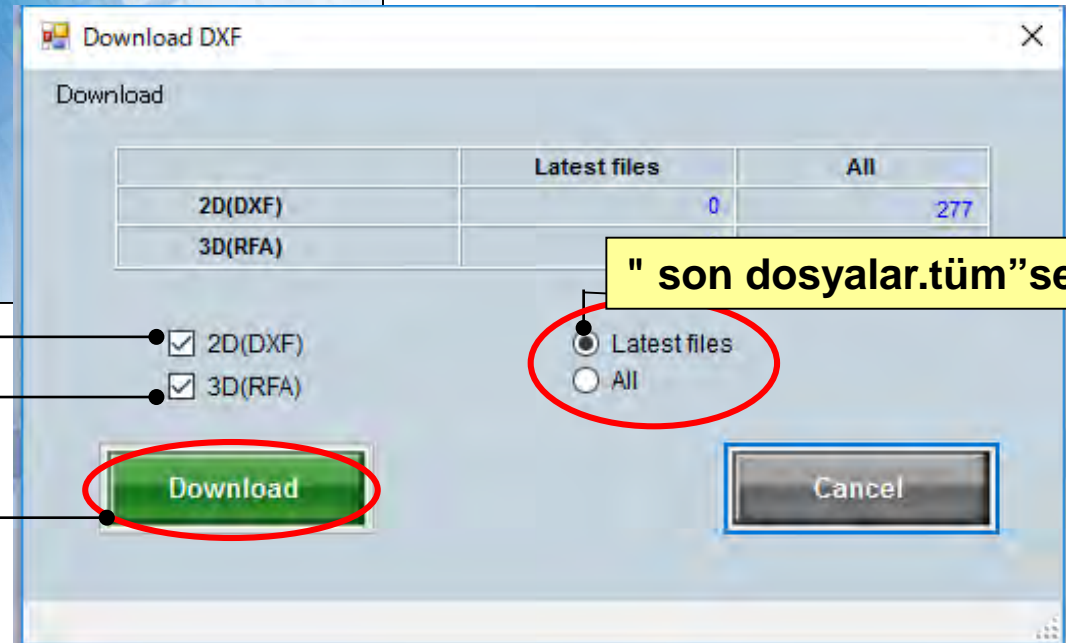 Download DXF
Download
Latest files All
2D(DXF) 0 277
3D(RFA)
" son dosyalar.tüm”se
2D(DXF) Latest files
3D(RFA) All
Download Cancel